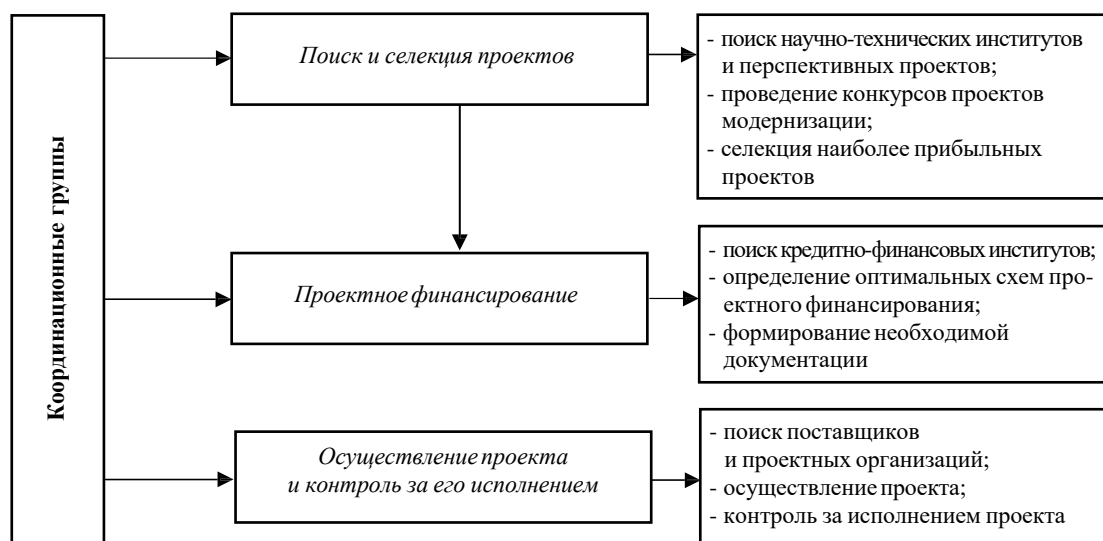 Координационные группы
Поиск и селекция проектов
- поиск научно-технических институтов
и перспективных проектов;
- проведение конкурсов проектов
модернизации;
- селекция наиболее прибыльных
проектов
Проектное финансирование
- поиск кредитно-финансовых институтов;
- определение оптимальных схем про-
ектного финансирования;
- формирование необходимой
документации
Осуществление проекта
и контроль за его исполнением
- поиск поставщиков
и проектных организаций;
- осуществление проекта;
- контроль за исполнением проекта